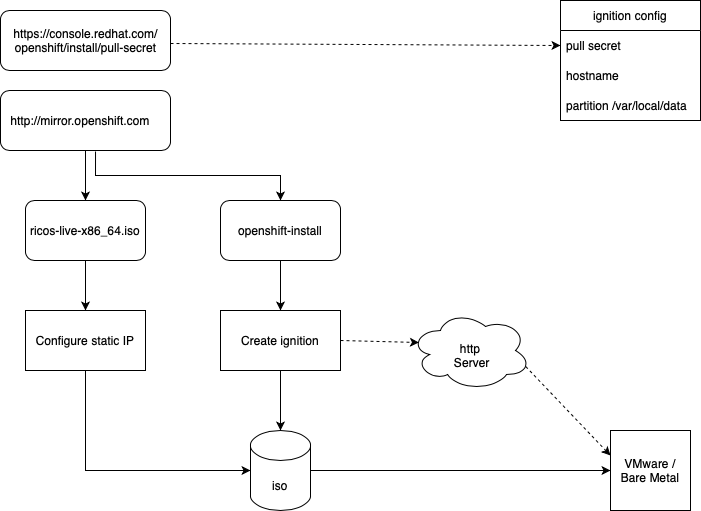 https://console.redhat.com/
openshift/install/pull-secret
ignition config
pull secret
hostname
partition /var/local/data
http://mirror.openshift.com
ricos-live-x86_64.iso
openshift-install
Configure static IP
Create ignition
http
Server
iso
VMware /
Bare Metal